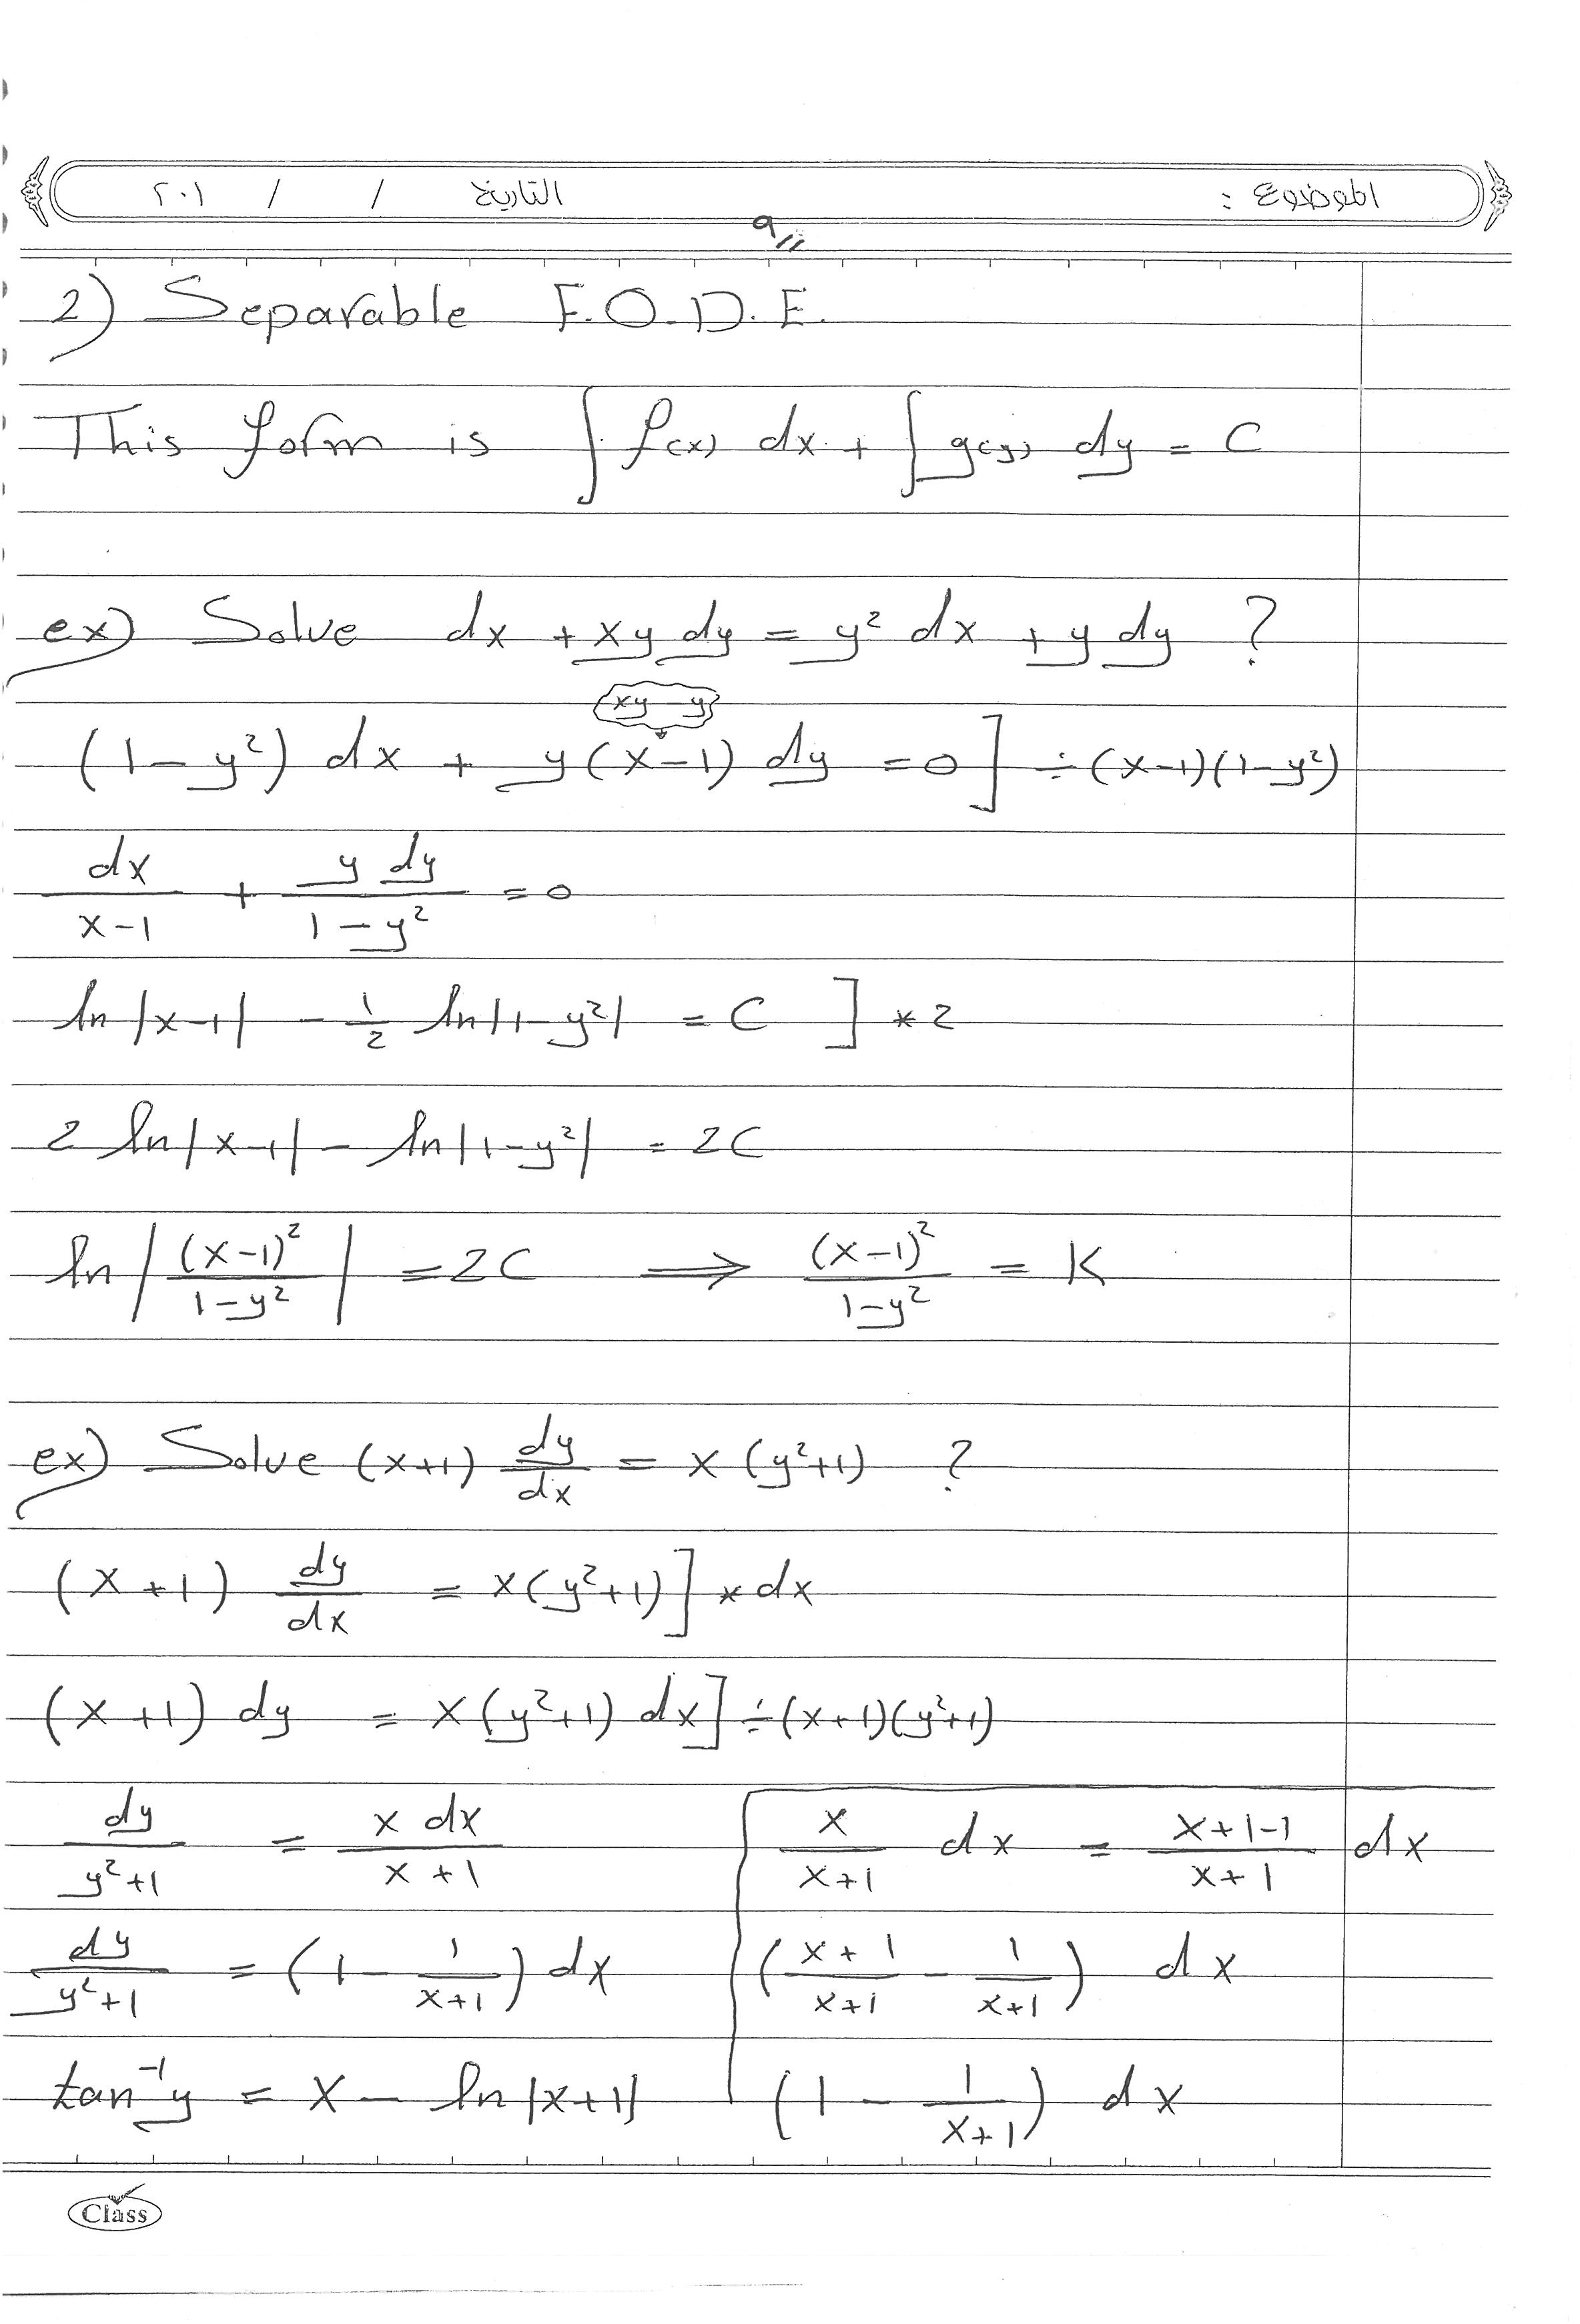 الموضوع : التاريخ / / ٢٠١
9
2) Separable F.O.D.E.
This form is ∫ f(x) dx + ∫ g(y) dy = C
ex) Solve dx + xy dy = y² dx + y dy ?
(xy - y)
(1 - y²) dx + y (x - 1) dy = 0 ] ÷ (x-1)(1-y²)
dx/(x-1) + y dy/(1-y²) = 0
ln|x-1| - 1/2 ln|1-y²| = C ] * 2
2 ln|x-1| - ln|1-y²| = 2C
ln|(x-1)²/(1-y²)| = 2C ⟹ (x-1)²/(1-y²) = K
ex) Solve (x+1) dy/dx = x (y²+1) ?
(x+1) dy/dx = x(y²+1) ] * dx
(x+1) dy = x(y²+1) dx ] ÷ (x+1)(y²+1)
dy/(y²+1) = x dx/(x+1)
x/(x+1) dx = (x+1-1)/(x+1) dx
dy/(y²+1) = (1 - 1/(x+1)) dx
((x+1)/(x+1) - 1/(x+1)) dx
tan⁻¹y = x - ln|x+1|
(1 - 1/(x+1)) dx
Class